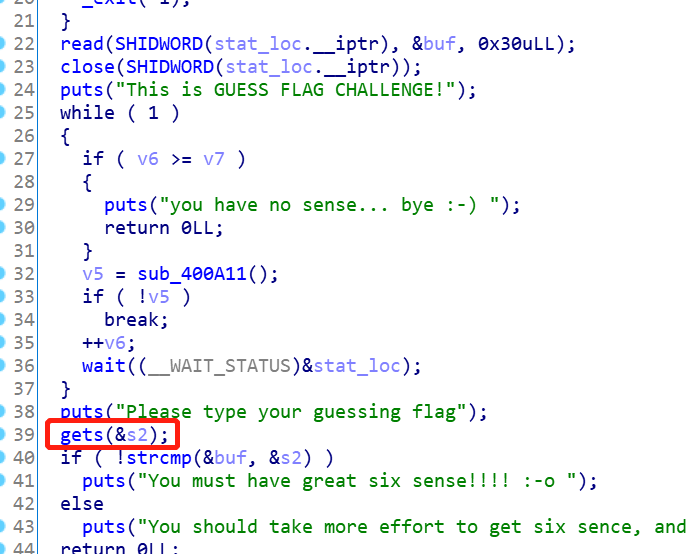 20 _exit(-1);
21 }
22 read(SHIDWORD(stat_loc.__iptr), &buf, 0x30uLL);
23 close(SHIDWORD(stat_loc.__iptr));
24 puts("This is GUESS FLAG CHALLENGE!");
25 while ( 1 )
26 {
27 if ( v6 >= v7 )
28 {
29 puts("you have no sense... bye :-) ");
30 return 0LL;
31 }
32 v5 = sub_400A11();
33 if ( !v5 )
34 break;
35 ++v6;
36 wait((__WAIT_STATUS)&stat_loc);
37 }
38 puts("Please type your guessing flag");
39 gets(&s2);
40 if ( !strcmp(&buf, &s2) )
41 puts("You must have great six sense!!!! :-o ");
42 else
43 puts("You should take more effort to get six sence, and
44 return 0LL;